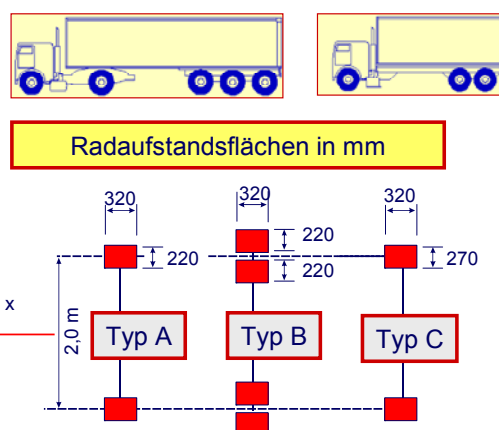 Radaufstandsflächen in mm
320
320
320
220
220
220
270
x
2,0 m
Typ A
Typ B
Typ C